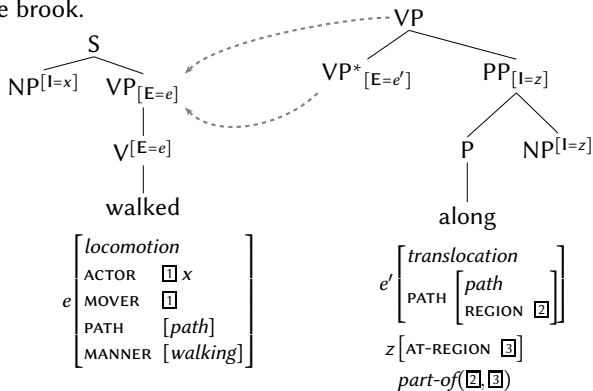 e brook.
S
NP[I=x] VP[E=e]
V[E=e]
walked
e [locomotion
ACTOR 1 x
MOVER 1
PATH [path]
MANNER [walking]]
VP
VP*[E=e′] PP[I=z]
P NP[I=z]
along
e′ [translocation
PATH [path
REGION 2]]
z [AT-REGION 3]
part-of(2, 3)